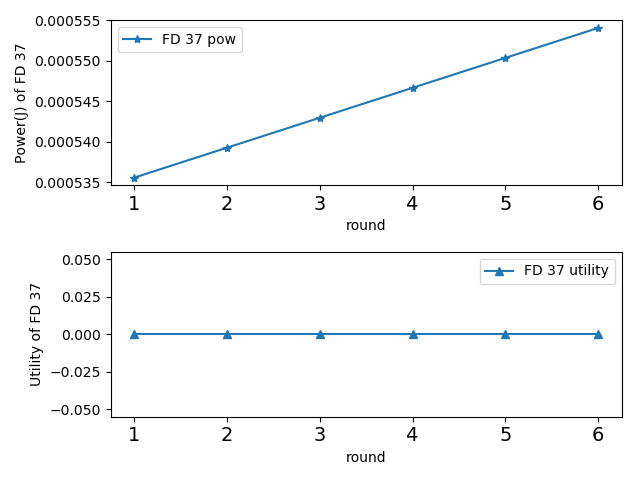 Power(J) of FD 37
0.000555
0.000550
0.000545
0.000540
0.000535
FD 37 pow
1 2 3 4 5 6
round
Utility of FD 37
0.050
0.025
0.000
−0.025
−0.050
FD 37 utility
1 2 3 4 5 6
round